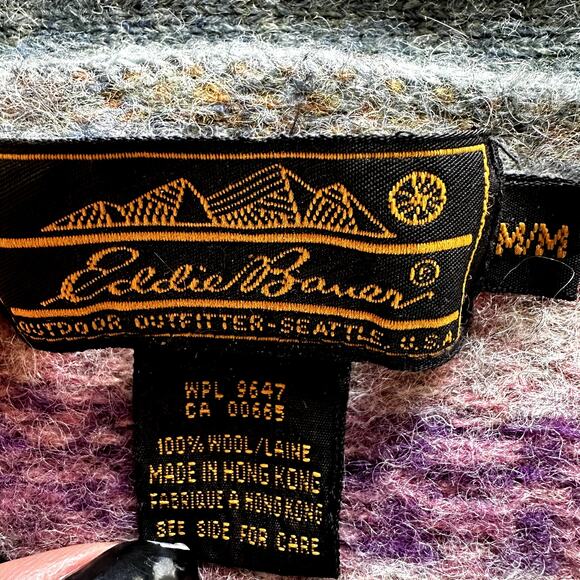 Eddie Bauer®
OUTDOOR OUTFITTER-SEATTLE, U.S.A.
M/M
WPL 9647
CA 00665
100% WOOL/LAINE
MADE IN HONG KONG
FABRIQUE A HONG KONG
SEE SIDE FOR CARE